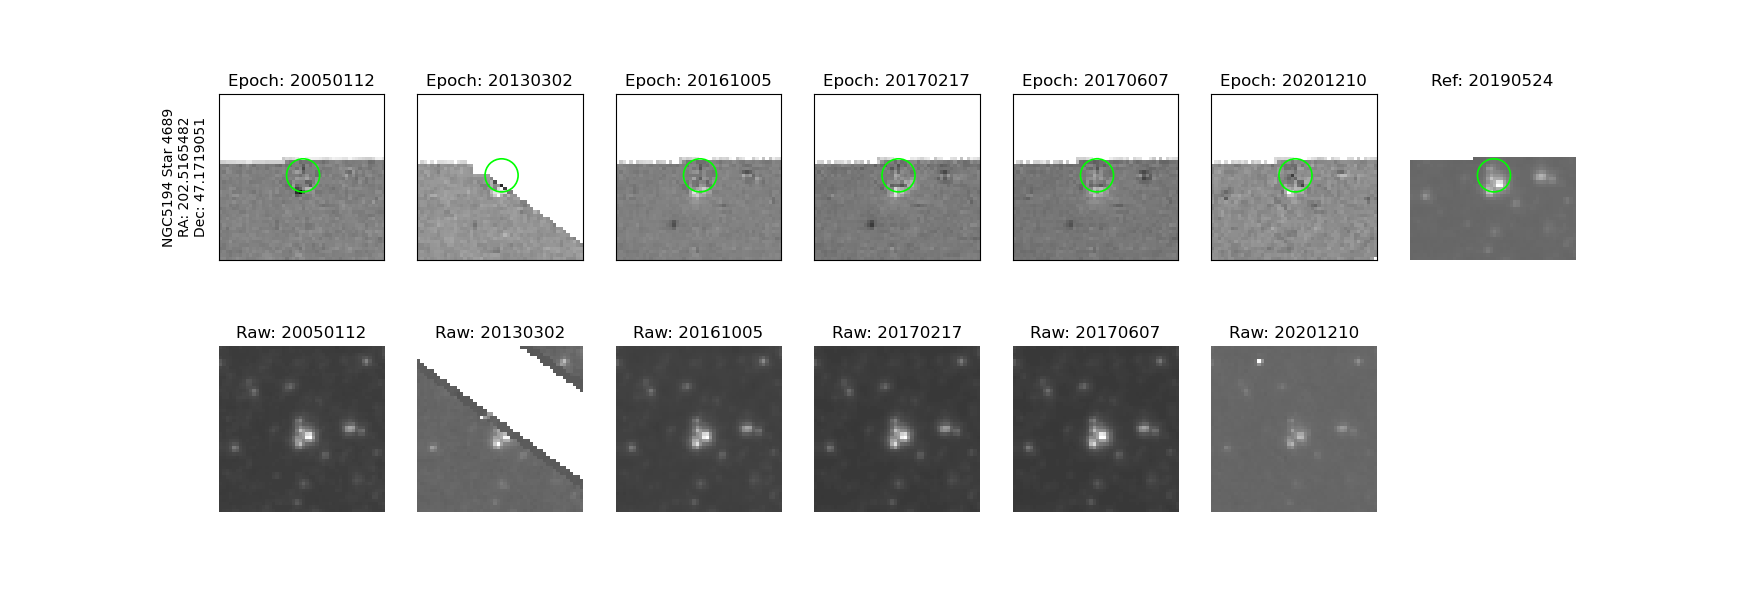 Epoch: 20050112
Epoch: 20130302
Epoch: 20161005
Epoch: 20170217
Epoch: 20170607
Epoch: 20201210
Ref: 20190524
NGC5194 Star 4689
RA: 202.5165482
Dec: 47.1719051
Raw: 20050112
Raw: 20130302
Raw: 20161005
Raw: 20170217
Raw: 20170607
Raw: 20201210